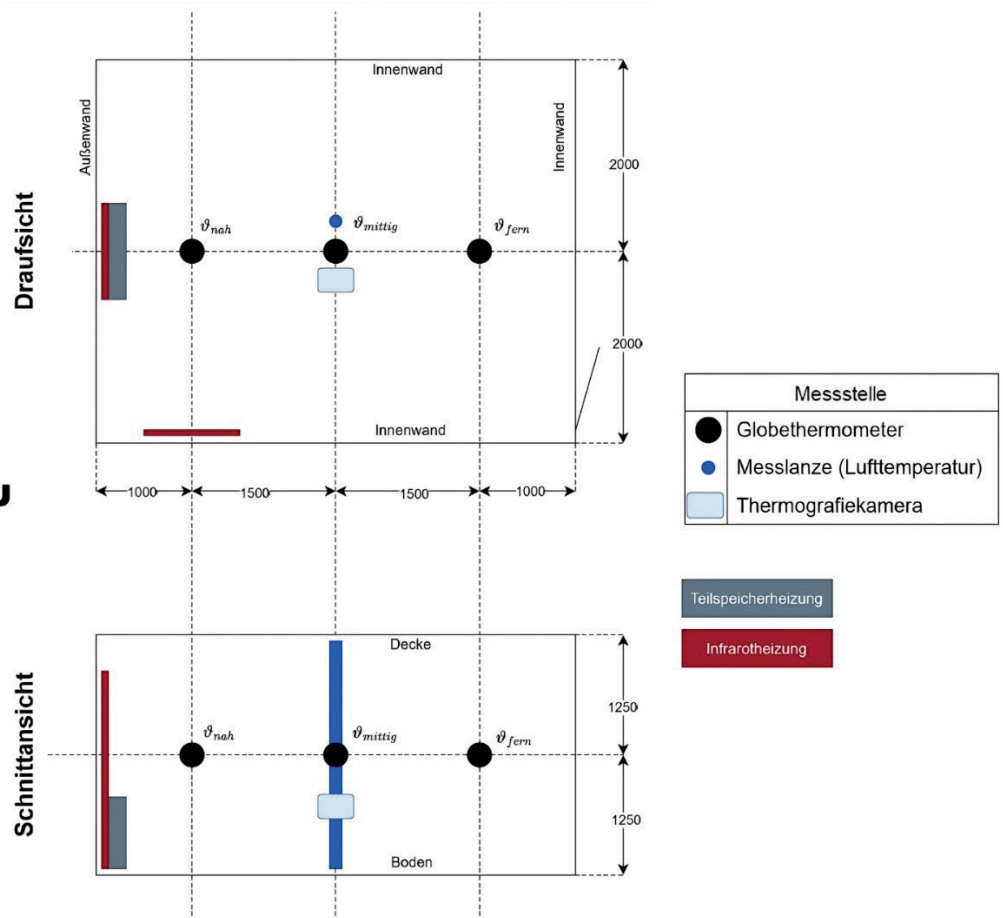 Draufsicht
Innenwand
Außenwand
Innenwand
2000
ϑnah
ϑmittig
ϑfern
2000
Innenwand
1000
1500
1500
1000
Messstelle
Globethermometer
Messlanze (Lufttemperatur)
Thermografiekamera
Teilspeicherheizung
Infrarotheizung
Schnittansicht
Decke
1250
ϑnah
ϑmittig
ϑfern
1250
Boden